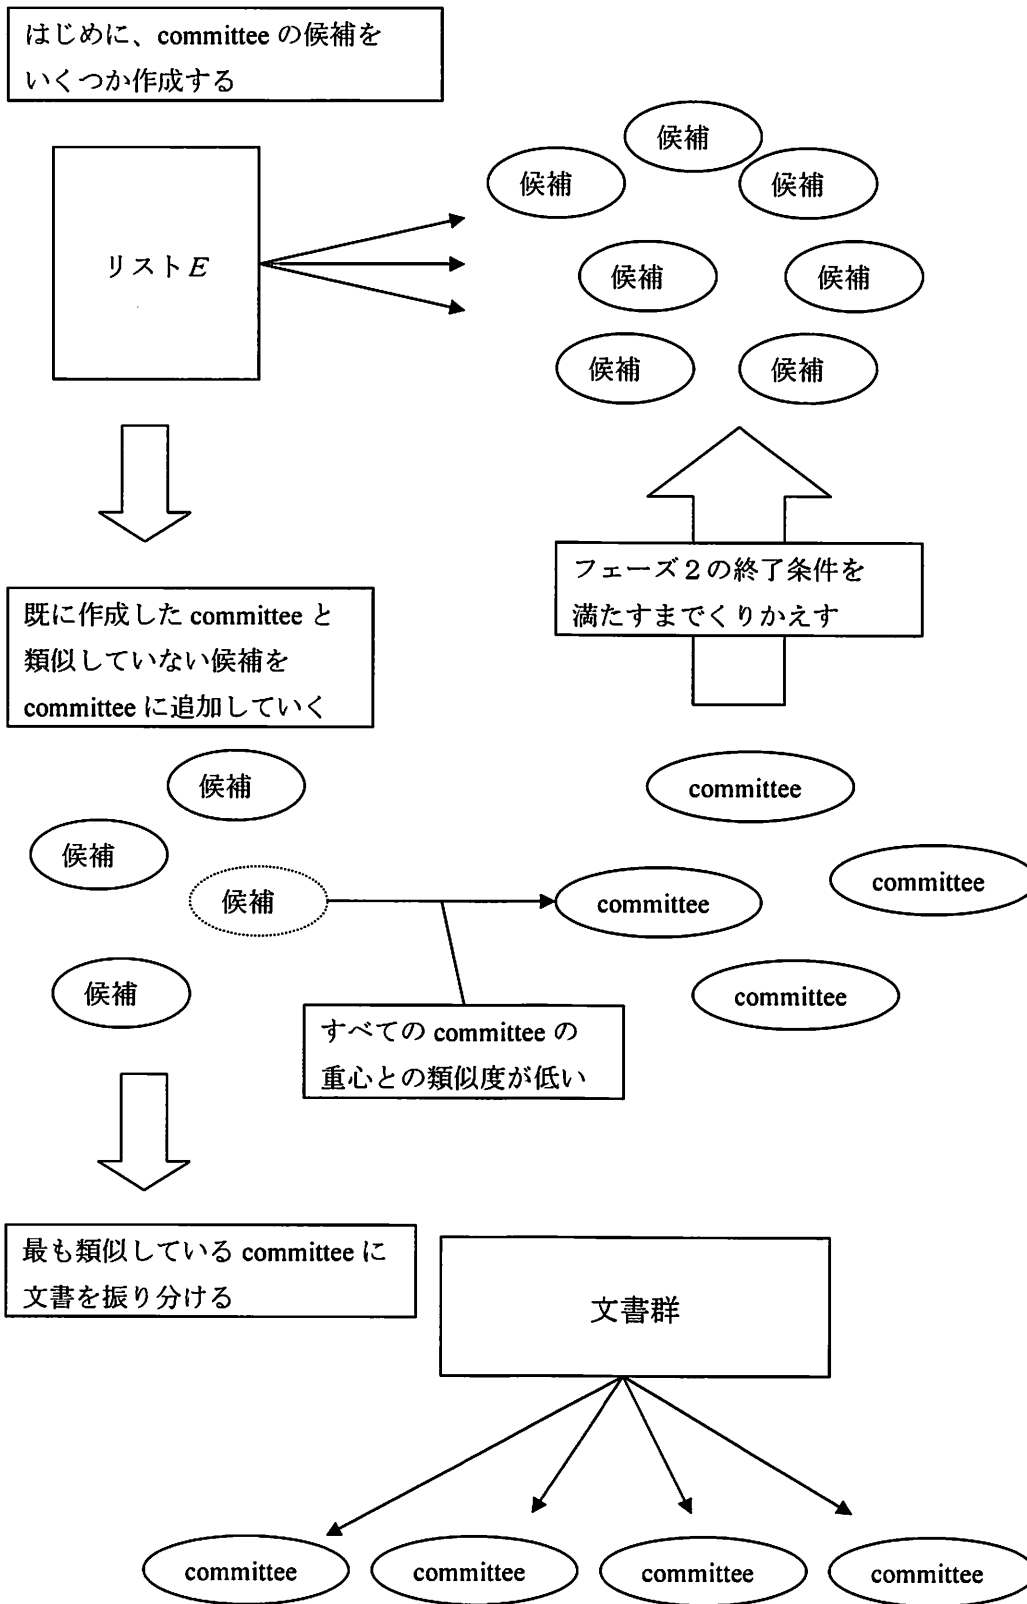 はじめに、committee の候補を
いくつか作成する
候補
候補
候補
リストE
候補
候補
候補
候補
フェーズ2の終了条件を
満たすまでくりかえす
既に作成した committee と
類似していない候補を
committee に追加していく
候補
committee
候補
committee
候補
committee
候補
committee
すべての committee の
重心との類似度が低い
最も類似している committee に
文書を振り分ける
文書群
committee
committee
committee
committee